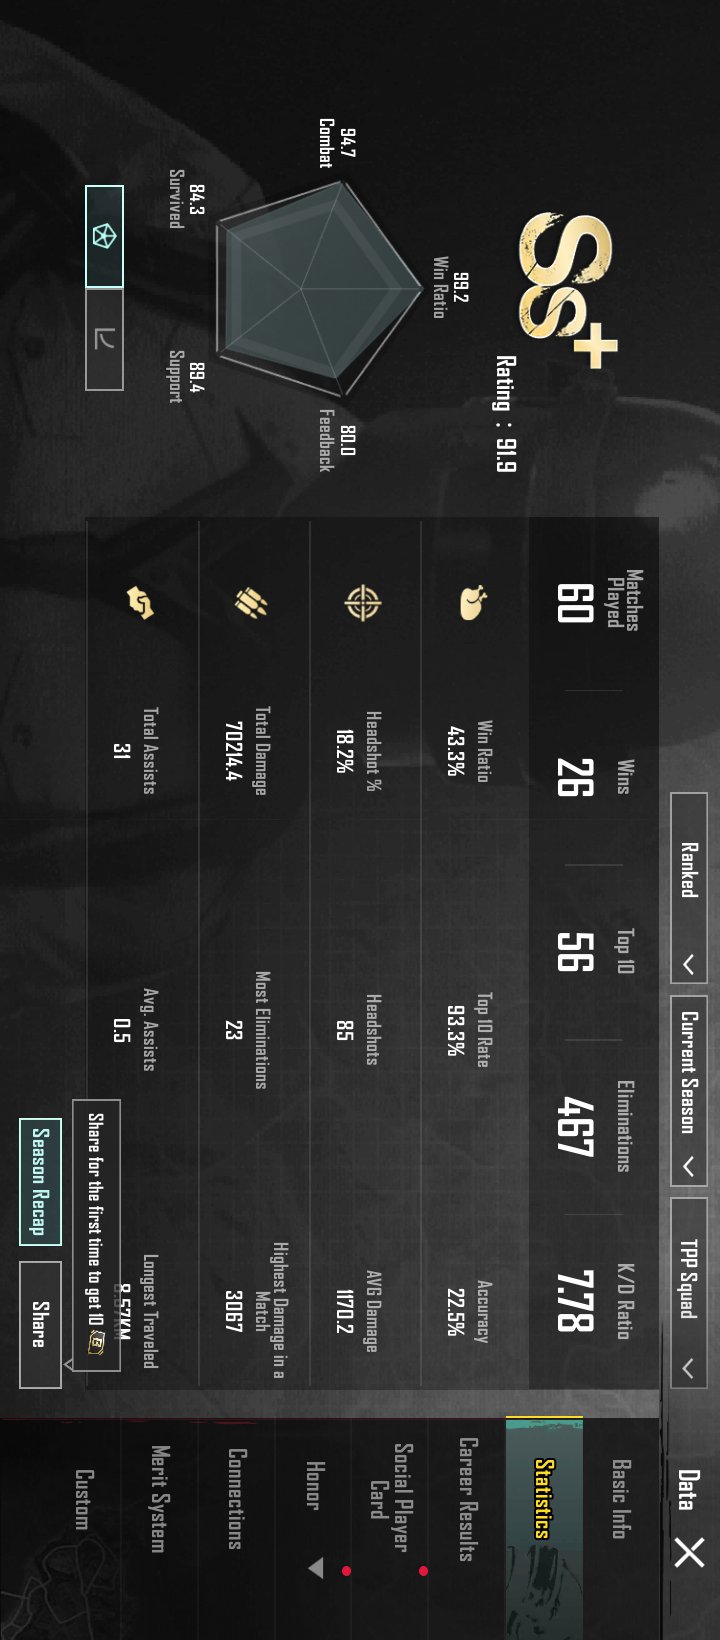 Ranked
Current Season
TPP Squad
Data
SS+
Rating : 91.9
99.2
Win Ratio
94.7
Combat
80.0
Feedback
84.3
Survived
89.4
Support
Matches
Played
60
Wins
26
Top 10
56
Eliminations
467
K/D Ratio
7.78
Win Ratio
43.3%
Top 10 Rate
93.3%
Accuracy
22.5%
Headshot %
18.2%
Headshots
85
AVG Damage
1170.2
Total Damage
70214.4
Most Eliminations
23
Highest Damage in a
Match
3067
Total Assists
31
Avg. Assists
0.5
Longest Traveled
Share for the first time to get 10
Season Recap
Share
Basic Info
Statistics
Career Results
Social Player
Card
Honor
Connections
Merit System
Custom